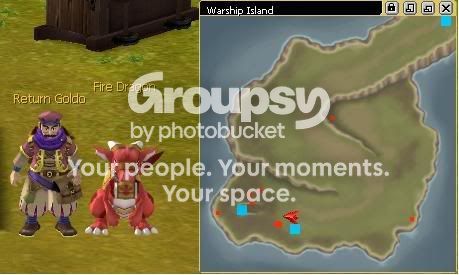 Warship Island
Fire Dragon
Return Goldo
Groupsy
by photobucket
Your people. Your moments.
Your space.